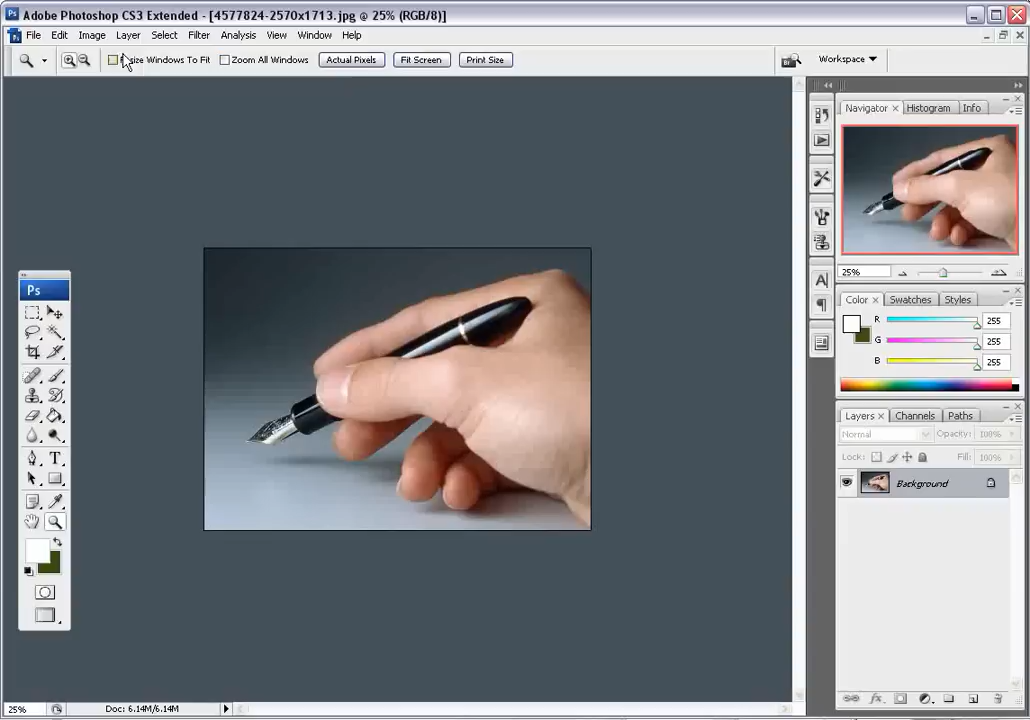 Adobe Photoshop CS3 Extended - [4577824-2570x1713.jpg @ 25% (RGB/8)]
File Edit Image Layer Select Filter Analysis View Window Help
Windows To Fit Zoom All Windows Actual Pixels Fit Screen Print Size Workspace
Navigator Histogram Info
25%
Color Swatches Styles
R 255
G 255
B 255
Layers Channels Paths
Normal Opacity: 100%
Lock: Fill: 100%
Background
Ps
25% Doc: 6.14M/6.14M